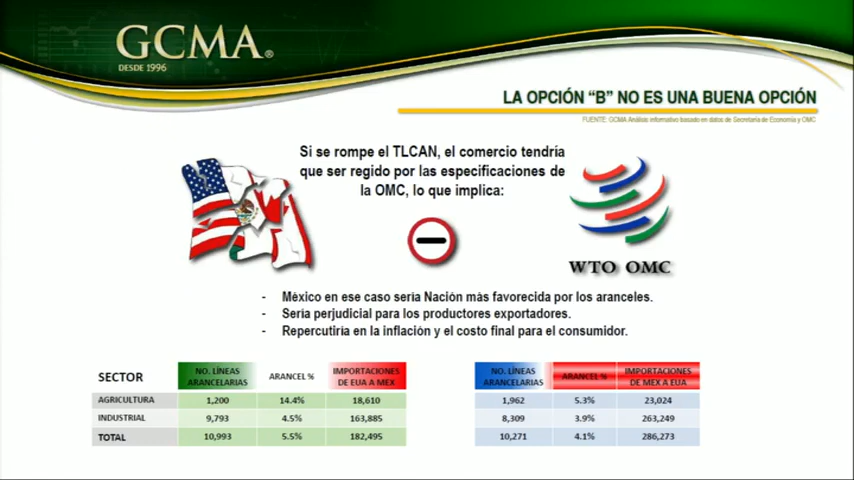 GCMA®
DESDE 1996
LA OPCIÓN “B” NO ES UNA BUENA OPCIÓN
FUENTE: GCMA Análisis informativo basado en datos de Secretaría de Economía y OMC
Si se rompe el TLCAN, el comercio tendría
que ser regido por las especificaciones de
la OMC, lo que implica:
WTO OMC
- México en ese caso sería Nación más favorecida por los aranceles.
- Sería perjudicial para los productores exportadores.
- Repercutiría en la inflación y el costo final para el consumidor.
SECTOR NO. LÍNEAS ARANCELARIAS ARANCEL % IMPORTACIONES DE EUA A MEX NO. LÍNEAS ARANCELARIAS ARANCEL % IMPORTACIONES DE MEX A EUA
AGRICULTURA 1,200 14.4% 18,610 1,962 5.3% 23,024
INDUSTRIAL 9,793 4.5% 163,885 8,309 3.9% 263,249
TOTAL 10,993 5.5% 182,495 10,271 4.1% 286,273